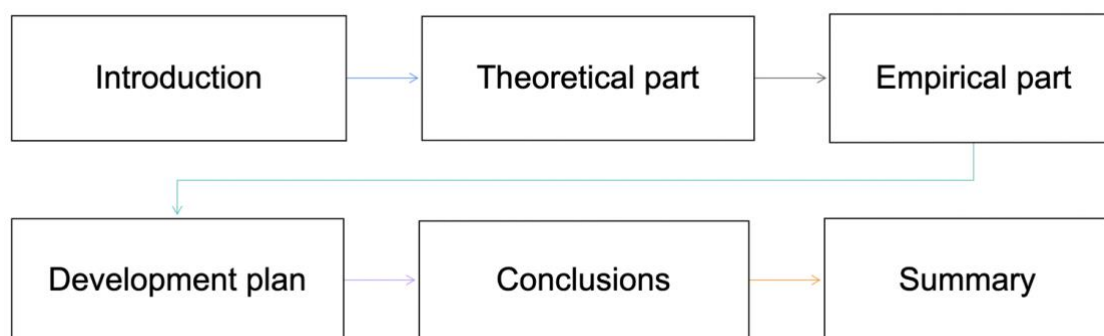 Introduction
Theoretical part
Empirical part
Development plan
Conclusions
Summary